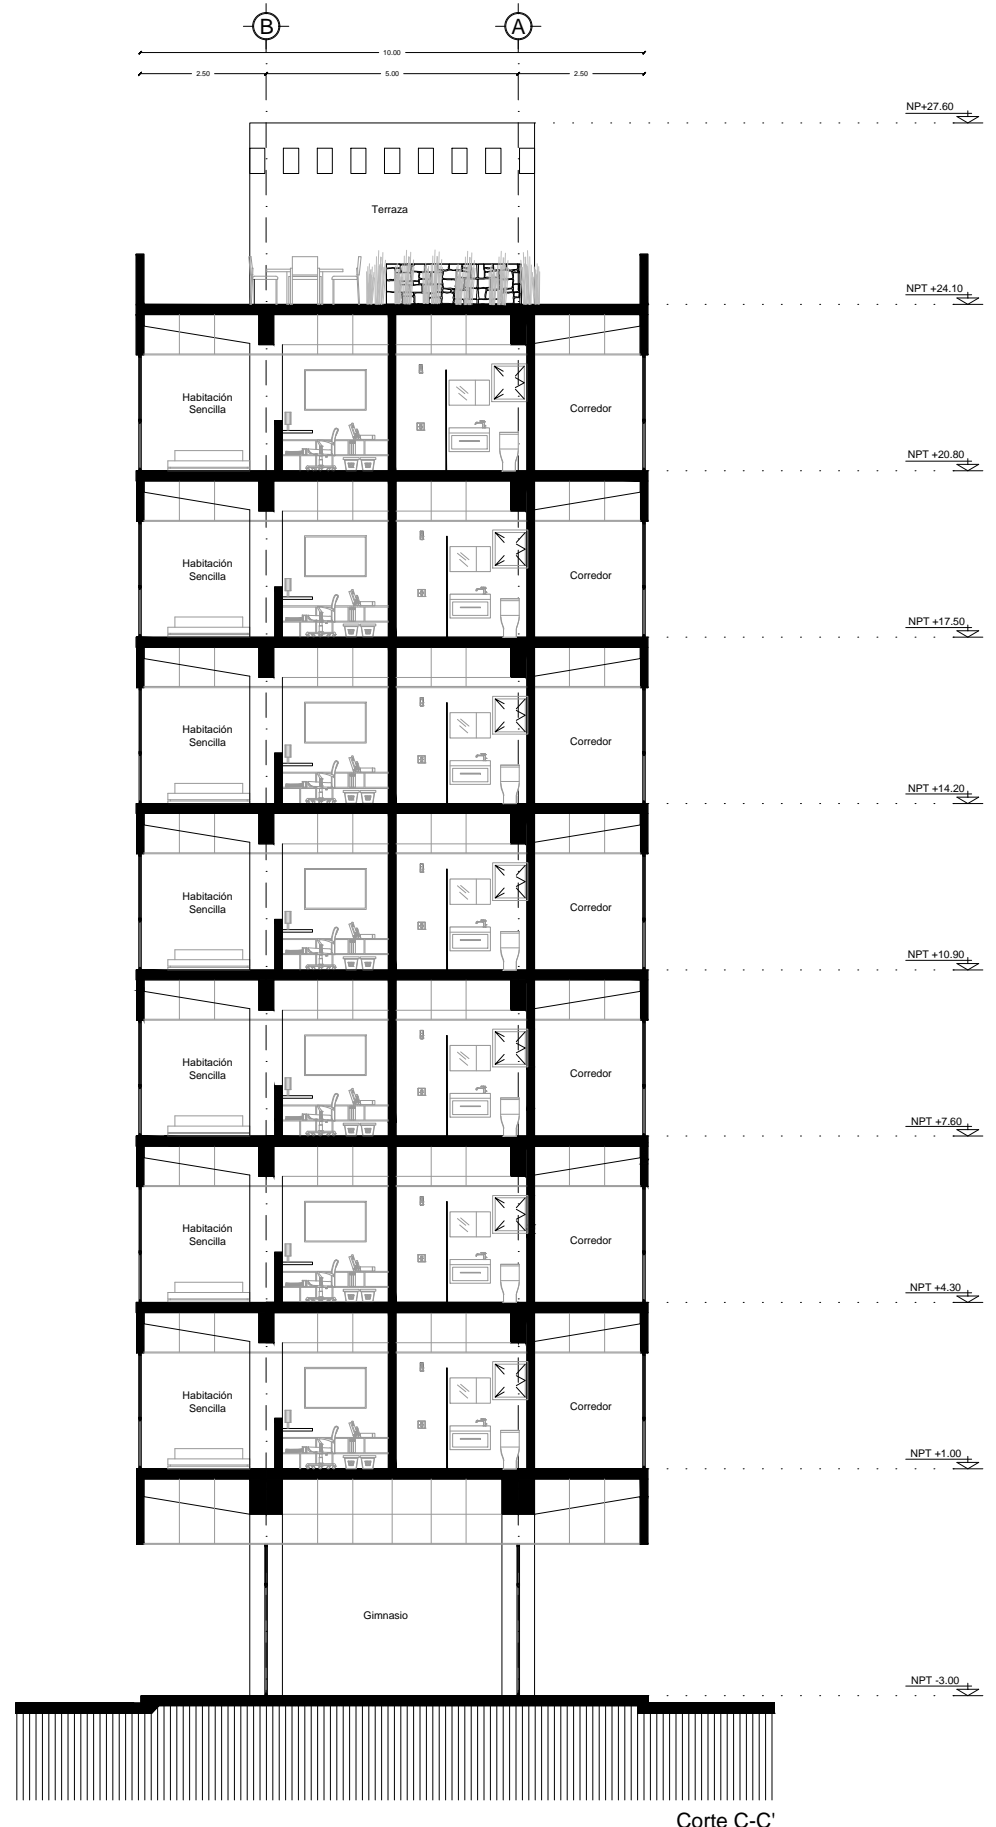 B
A
10.00
2.50
5.00
2.50
NP+27.60
Terraza
NPT +24.10
Habitación
Sencilla
Corredor
NPT +20.80
Habitación
Sencilla
Corredor
NPT +17.50
Habitación
Sencilla
Corredor
NPT +14.20
Habitación
Sencilla
Corredor
NPT +10.90
Habitación
Sencilla
Corredor
NPT +7.60
Habitación
Sencilla
Corredor
NPT +4.30
Habitación
Sencilla
Corredor
NPT +1.00
Gimnasio
NPT -3.00
Corte C-C'